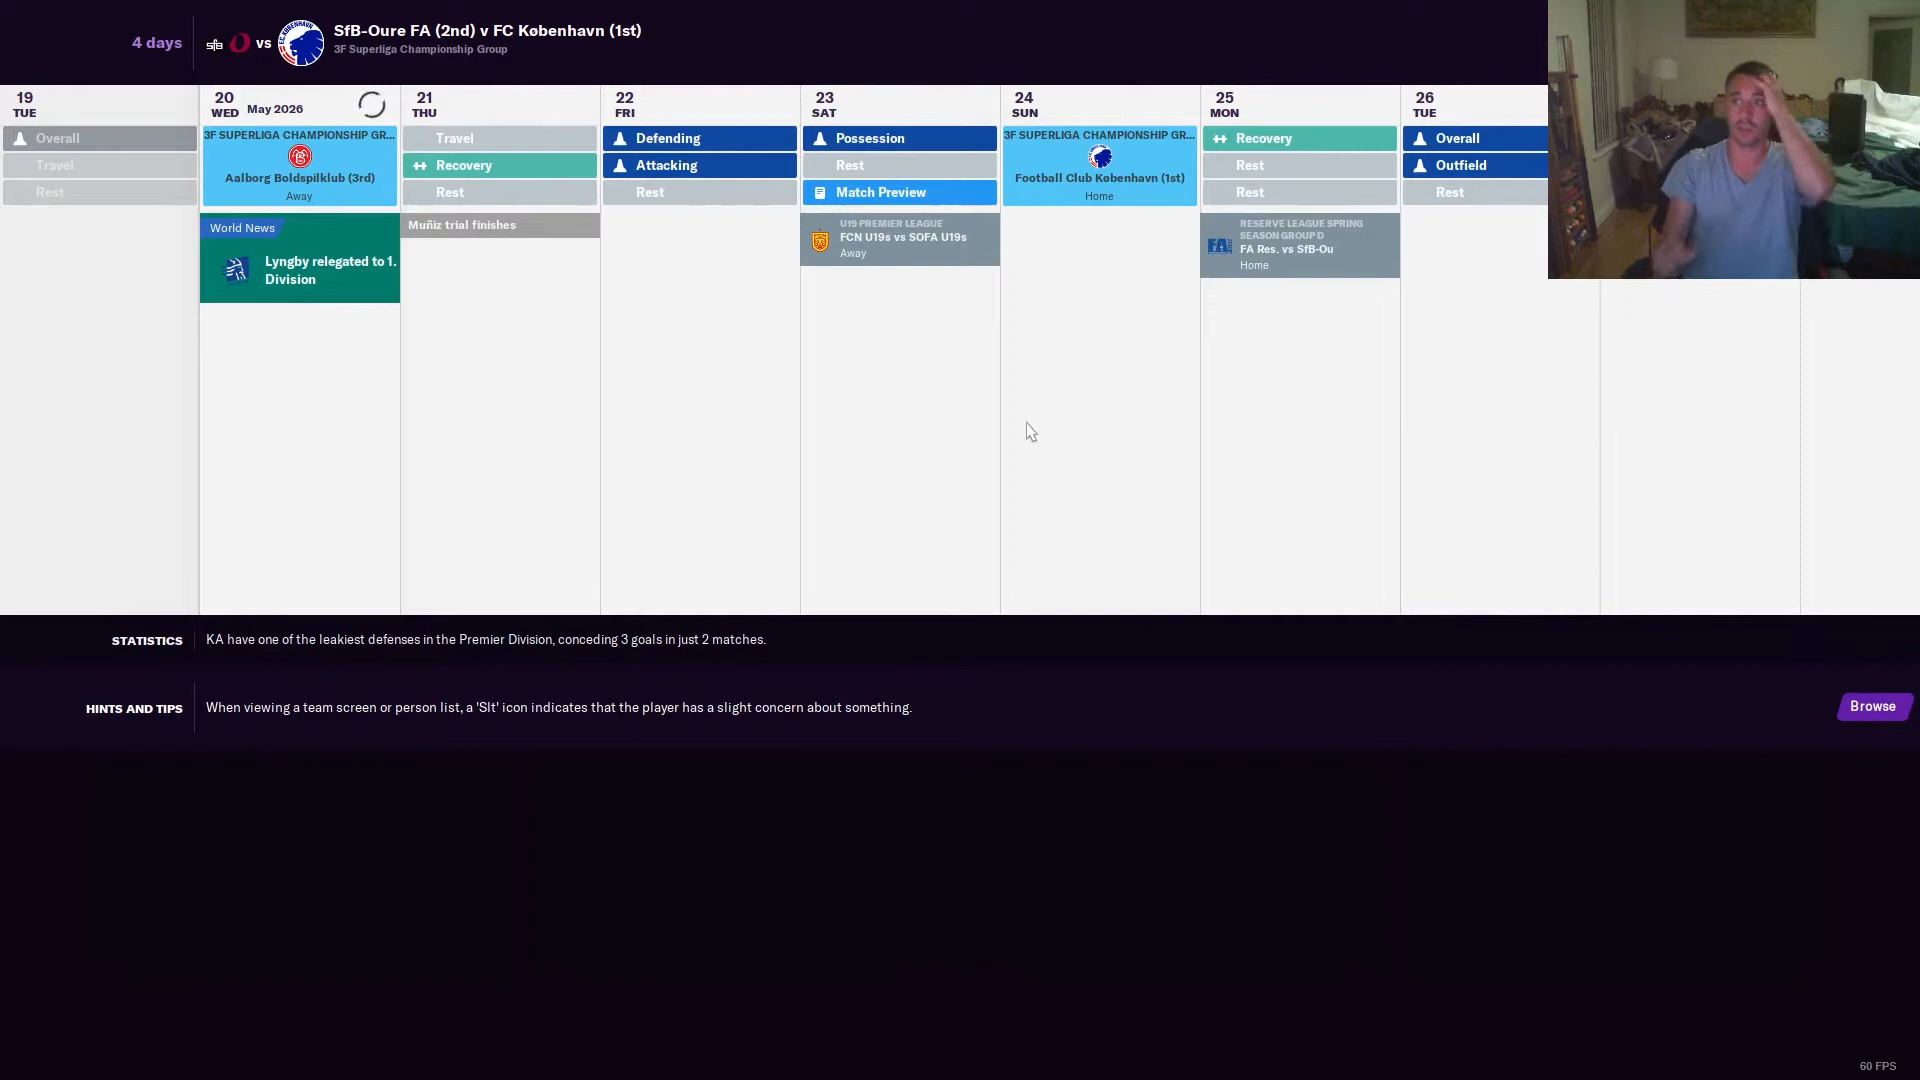 4 days
sfb
vs
SfB-Oure FA (2nd) v FC København (1st)
3F Superliga Championship Group
19
TUE
Overall
Travel
Rest
20
WED May 2026
3F SUPERLIGA CHAMPIONSHIP GR...
Aalborg Boldspilklub (3rd)
Away
World News
Lyngby relegated to 1.
Division
21
THU
Travel
Recovery
Rest
Muñiz trial finishes
22
FRI
Defending
Attacking
Rest
23
SAT
Possession
Rest
Match Preview
U19 PREMIER LEAGUE
FCN U19s vs SOFA U19s
Away
24
SUN
3F SUPERLIGA CHAMPIONSHIP GR...
Football Club København (1st)
Home
25
MON
Recovery
Rest
Rest
RESERVE LEAGUE SPRING
SEASON GROUP D
FA Res. vs SfB-Ou
Home
26
TUE
Overall
Outfield
Rest
STATISTICS
KA have one of the leakiest defenses in the Premier Division, conceding 3 goals in just 2 matches.
HINTS AND TIPS
When viewing a team screen or person list, a 'Slt' icon indicates that the player has a slight concern about something.
Browse
60 FPS